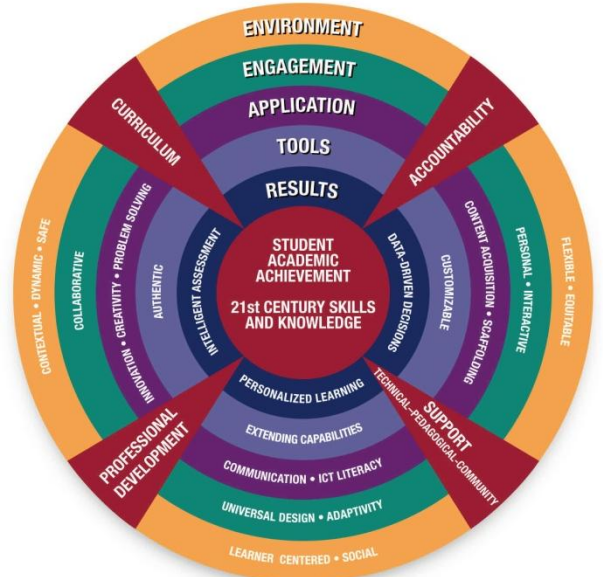 ENVIRONMENT
ENGAGEMENT
APPLICATION
TOOLS
RESULTS
CURRICULUM
ACCOUNTABILITY
STUDENT
ACADEMIC
ACHIEVEMENT
21st CENTURY SKILLS
AND KNOWLEDGE
CONTEXTUAL • DYNAMIC • SAFE
COLLABORATIVE
INNOVATION • CREATIVITY • PROBLEM SOLVING
AUTHENTIC
INTELLIGENT ASSESSMENT
DATA-DRIVEN DECISIONS
CUSTOMIZABLE
CONTENT ACQUISITION • SCAFFOLDING
PERSONAL • INTERACTIVE
FLEXIBLE • EQUITABLE
PROFESSIONAL
DEVELOPMENT
SUPPORT
TECHNICAL–PEDAGOGICAL–COMMUNITY
PERSONALIZED LEARNING
EXTENDING CAPABILITIES
COMMUNICATION • ICT LITERACY
UNIVERSAL DESIGN • ADAPTIVITY
LEARNER CENTERED • SOCIAL